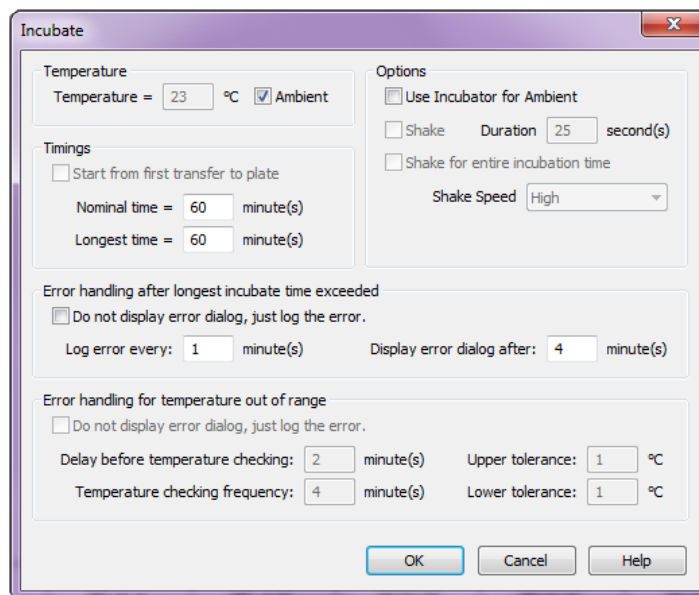 Incubate
Temperature
Temperature = 23 ºC Ambient
Timings
Start from first transfer to plate
Nominal time = 60 minute(s)
Longest time = 60 minute(s)
Options
Use Incubator for Ambient
Shake Duration 25 second(s)
Shake for entire incubation time
Shake Speed High
Error handling after longest incubate time exceeded
Do not display error dialog, just log the error.
Log error every: 1 minute(s) Display error dialog after: 4 minute(s)
Error handling for temperature out of range
Do not display error dialog, just log the error.
Delay before temperature checking: 2 minute(s) Upper tolerance: 1 ºC
Temperature checking frequency: 4 minute(s) Lower tolerance: 1 ºC
OK Cancel Help